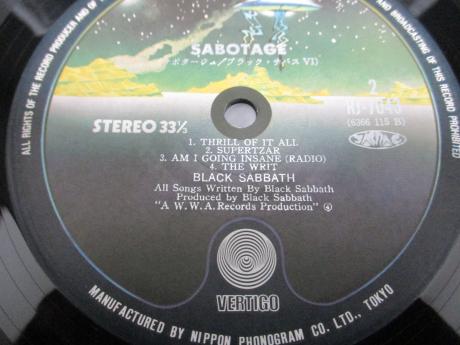 SABOTAGE
ボタージュ/ブラック・サバスVI)
2
RJ-7043
(6366 115 B)
STEREO 33⅓
1. THRILL OF IT ALL
2. SUPERTZAR
3. AM I GOING INSANE (RADIO)
4. THE WRIT
BLACK SABBATH
All Songs Written By Black Sabbath
Produced by Black Sabbath
"A W. W. A. Records Production" ④
VERTIGO
MANUFACTURED BY NIPPON PHONOGRAM CO. LTD., TOKYO
ALL RIGHTS OF THE RECORD PRODUCER AND OF
AND BROADCASTING OF THIS RECORD PROHIBITED